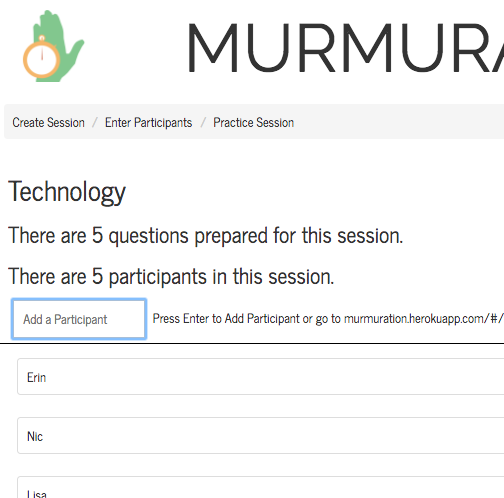 MURMURA
Create Session / Enter Participants / Practice Session
Technology
There are 5 questions prepared for this session.
There are 5 participants in this session.
Add a Participant Press Enter to Add Participant or go to murmuration.herokuapp.com/#/
Erin
Nic
Lisa